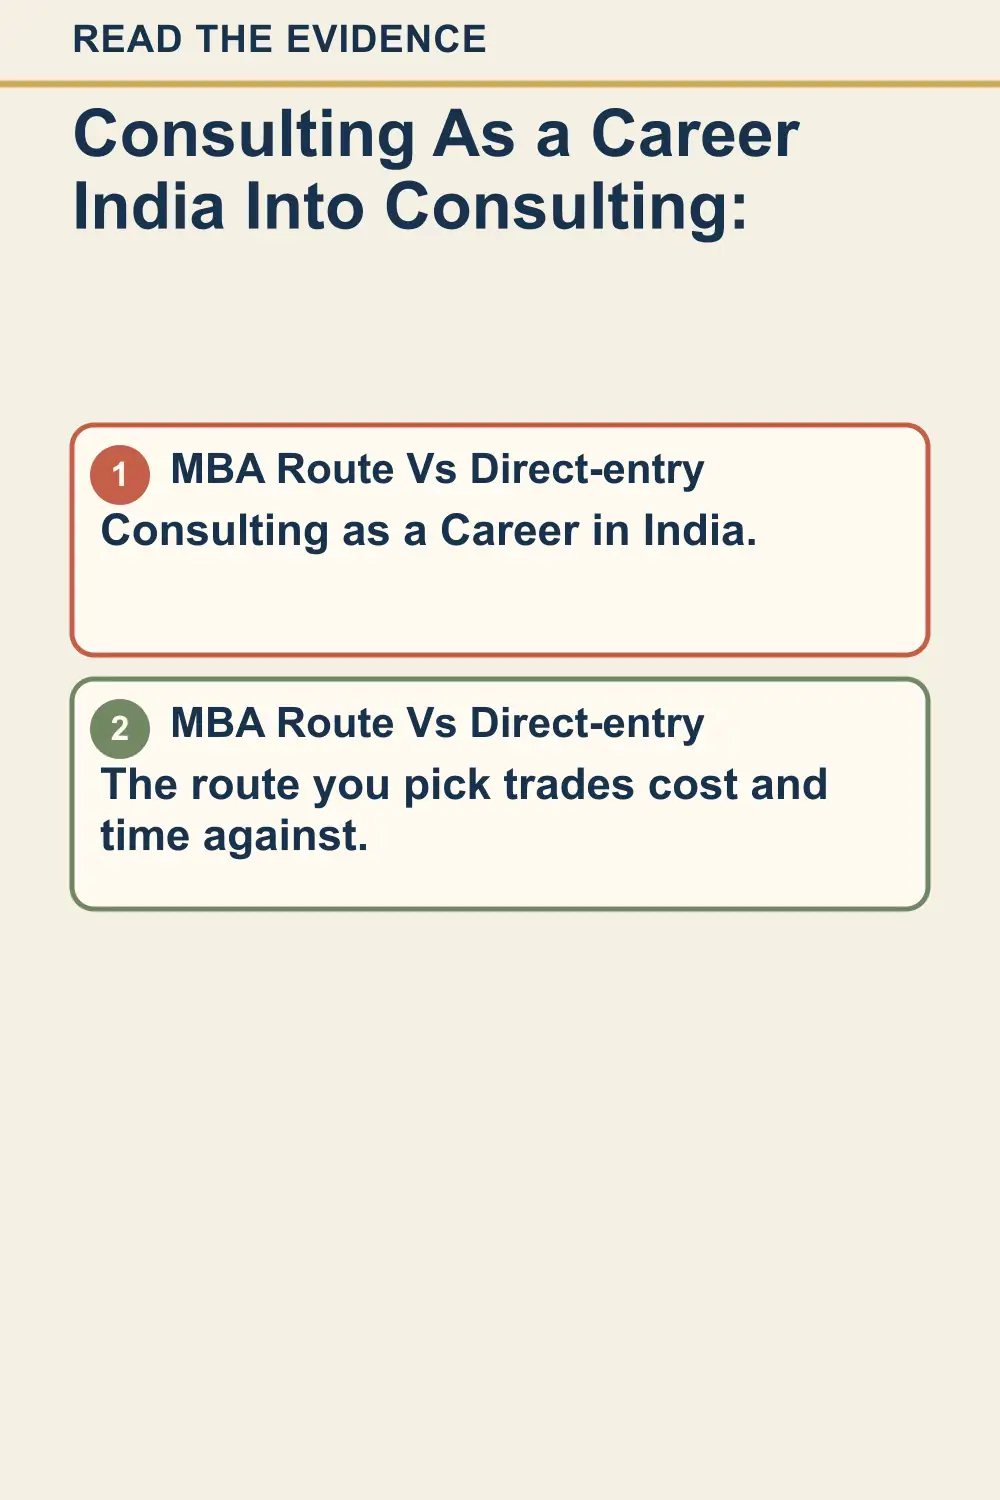 READ THE EVIDENCE
Consulting As a Career
India Into Consulting:
1 MBA Route Vs Direct-entry
Consulting as a Career in India.
2 MBA Route Vs Direct-entry
The route you pick trades cost and
time against.